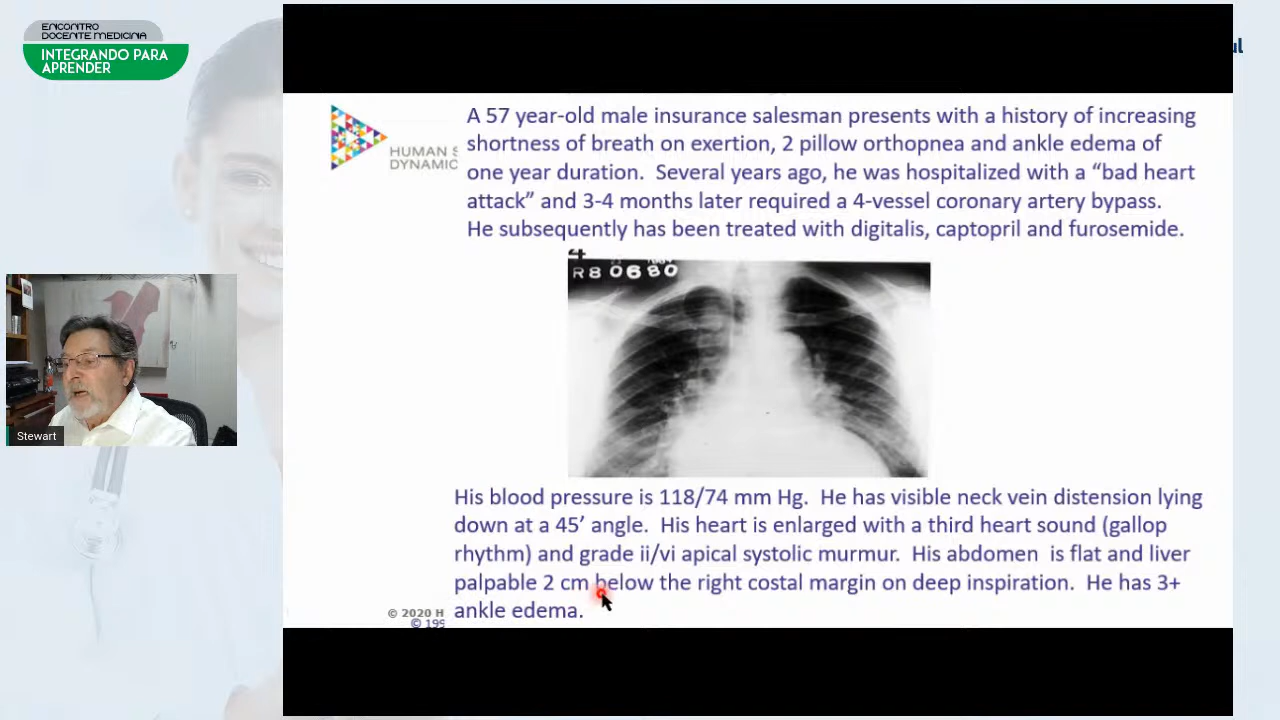 ENCONTRO
DOCENTE MEDICINA
INTEGRANDO PARA
APRENDER
ul
HUMAN
DYNAMIC
A 57 year-old male insurance salesman presents with a history of increasing
shortness of breath on exertion, 2 pillow orthopnea and ankle edema of
one year duration. Several years ago, he was hospitalized with a “bad heart
attack” and 3-4 months later required a 4-vessel coronary artery bypass.
He subsequently has been treated with digitalis, captopril and furosemide.
4
R8 0680
His blood pressure is 118/74 mm Hg. He has visible neck vein distension lying
down at a 45’ angle. His heart is enlarged with a third heart sound (gallop
rhythm) and grade ii/vi apical systolic murmur. His abdomen is flat and liver
palpable 2 cm below the right costal margin on deep inspiration. He has 3+
ankle edema.
© 2020 H
© 199
Stewart